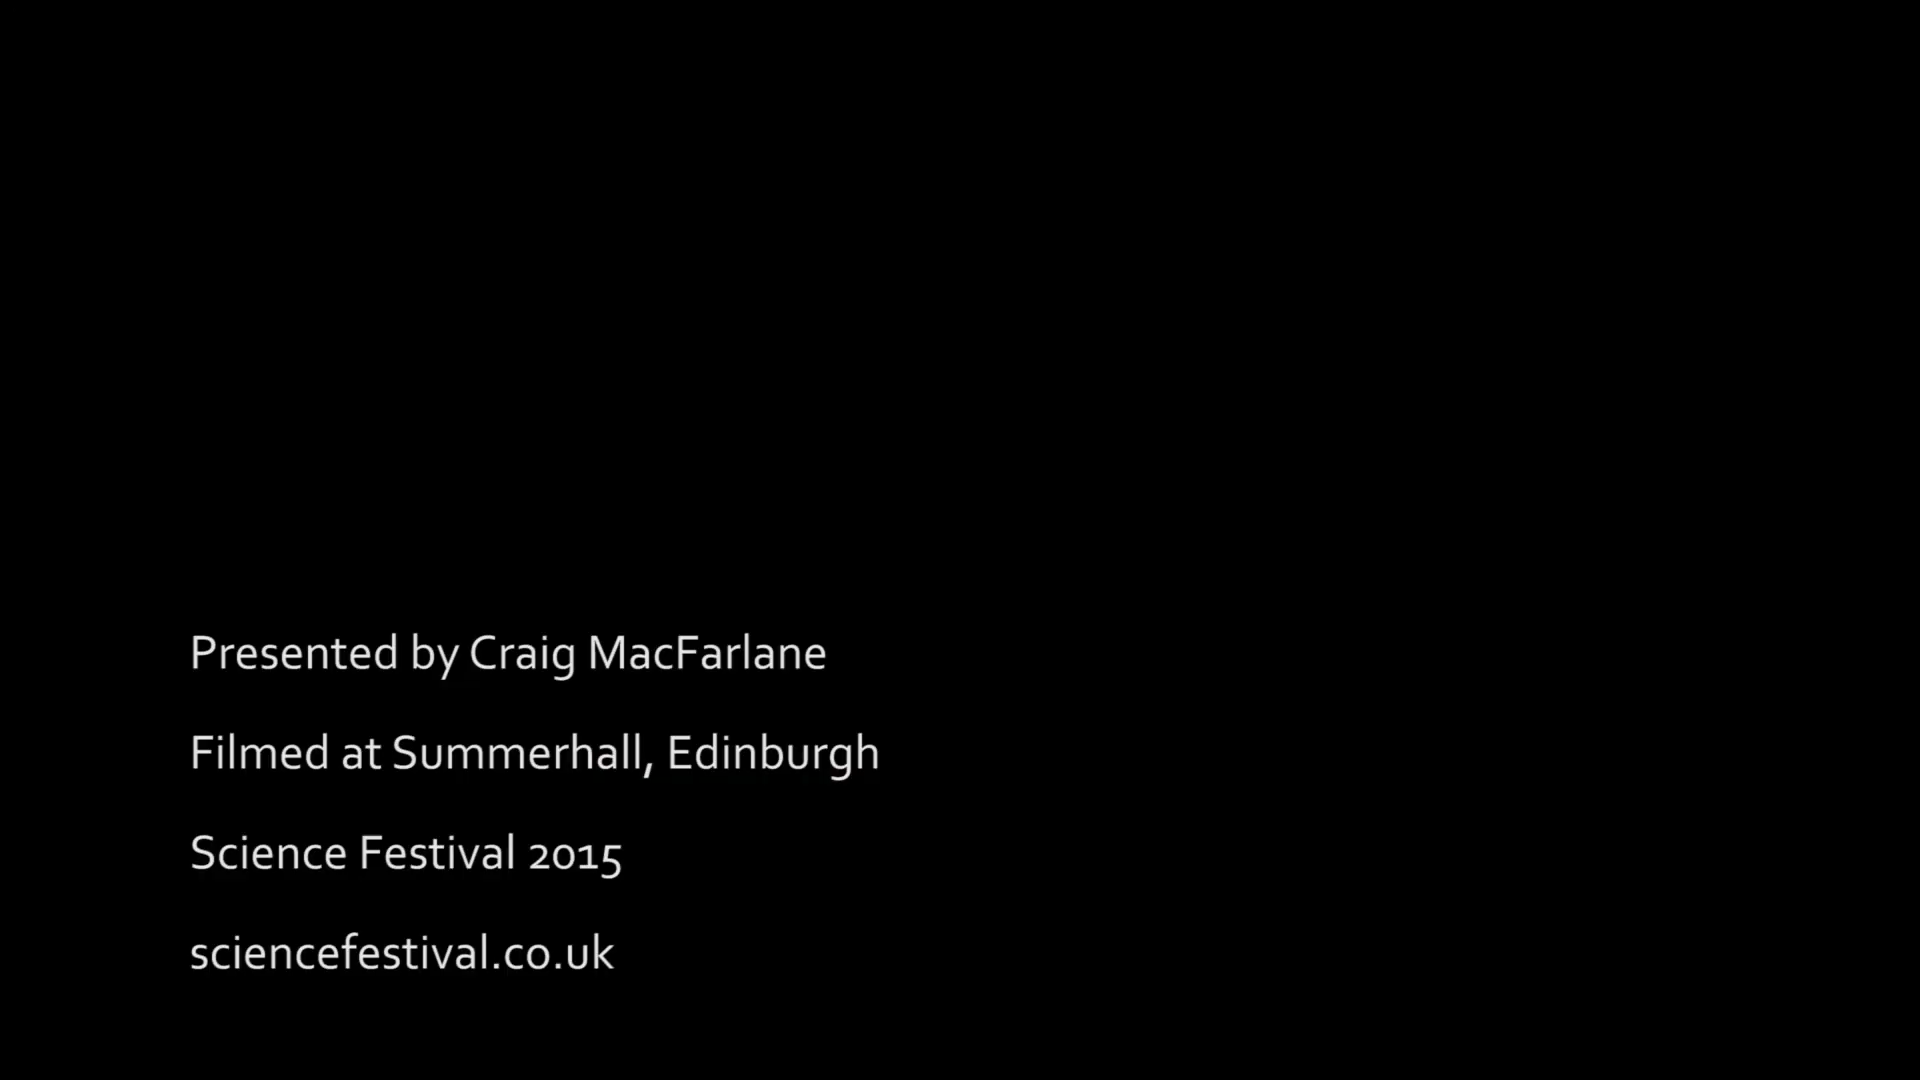 Presented by Craig MacFarlane
Filmed at Summerhall, Edinburgh
Science Festival 2015
sciencefestival.co.uk